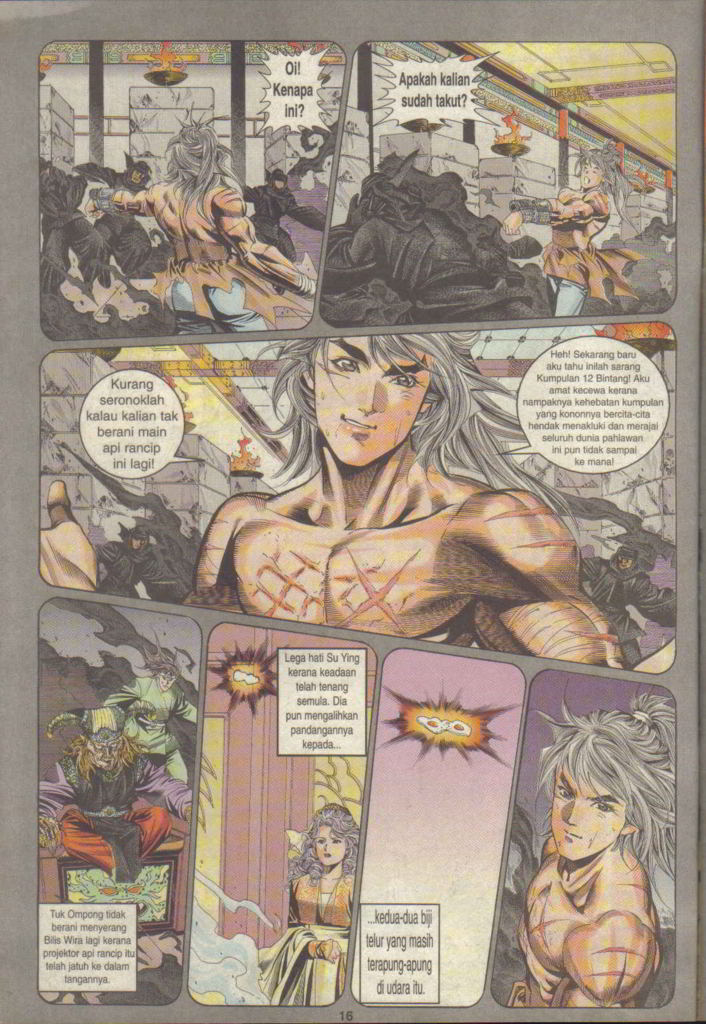 Oi!
Kenapa
ini?
Apakah kalian
sudah takut?
Kurang
seronoklah
kalau kalian tak
berani main
api rancip
ini lagi!
Heh! Sekarang baru
aku tahu inilah sarang
Kumpulan 12 Bintang! Aku
amat kecewa kerana
nampaknya kehebatan kumpulan
yang kononnya bercita-cita
hendak menakluki dan merajai
seluruh dunia pahlawan
ini pun tidak sampai
ke mana!
Tuk Ompong tidak
berani menyerang
Bilis Wira lagi kerana
projektor api rancip itu
telah jatuh ke dalam
tangannya.
Lega hati Su Ying
kerana keadaan
telah tenang
semula. Dia
pun mengalihkan
pandangannya
kepada...
...kedua-dua biji
telur yang masih
terapung-apung
di udara itu.
16